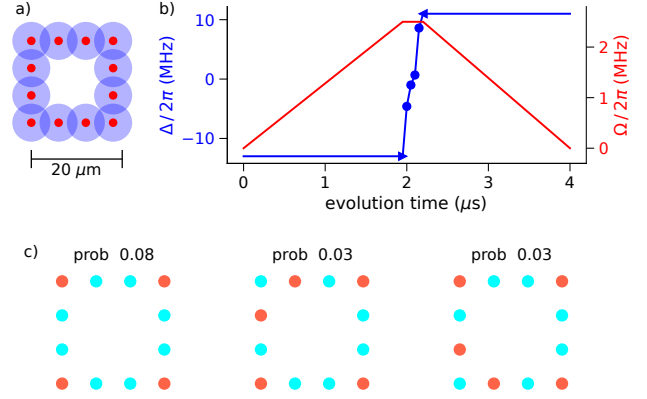 a)
20 μm
b)
Δ/2π (MHz)
10
0
−10
0
1
2
3
4
evolution time (μs)
2
1
0
Ω/2π (MHz)
c)
prob 0.08
prob 0.03
prob 0.03